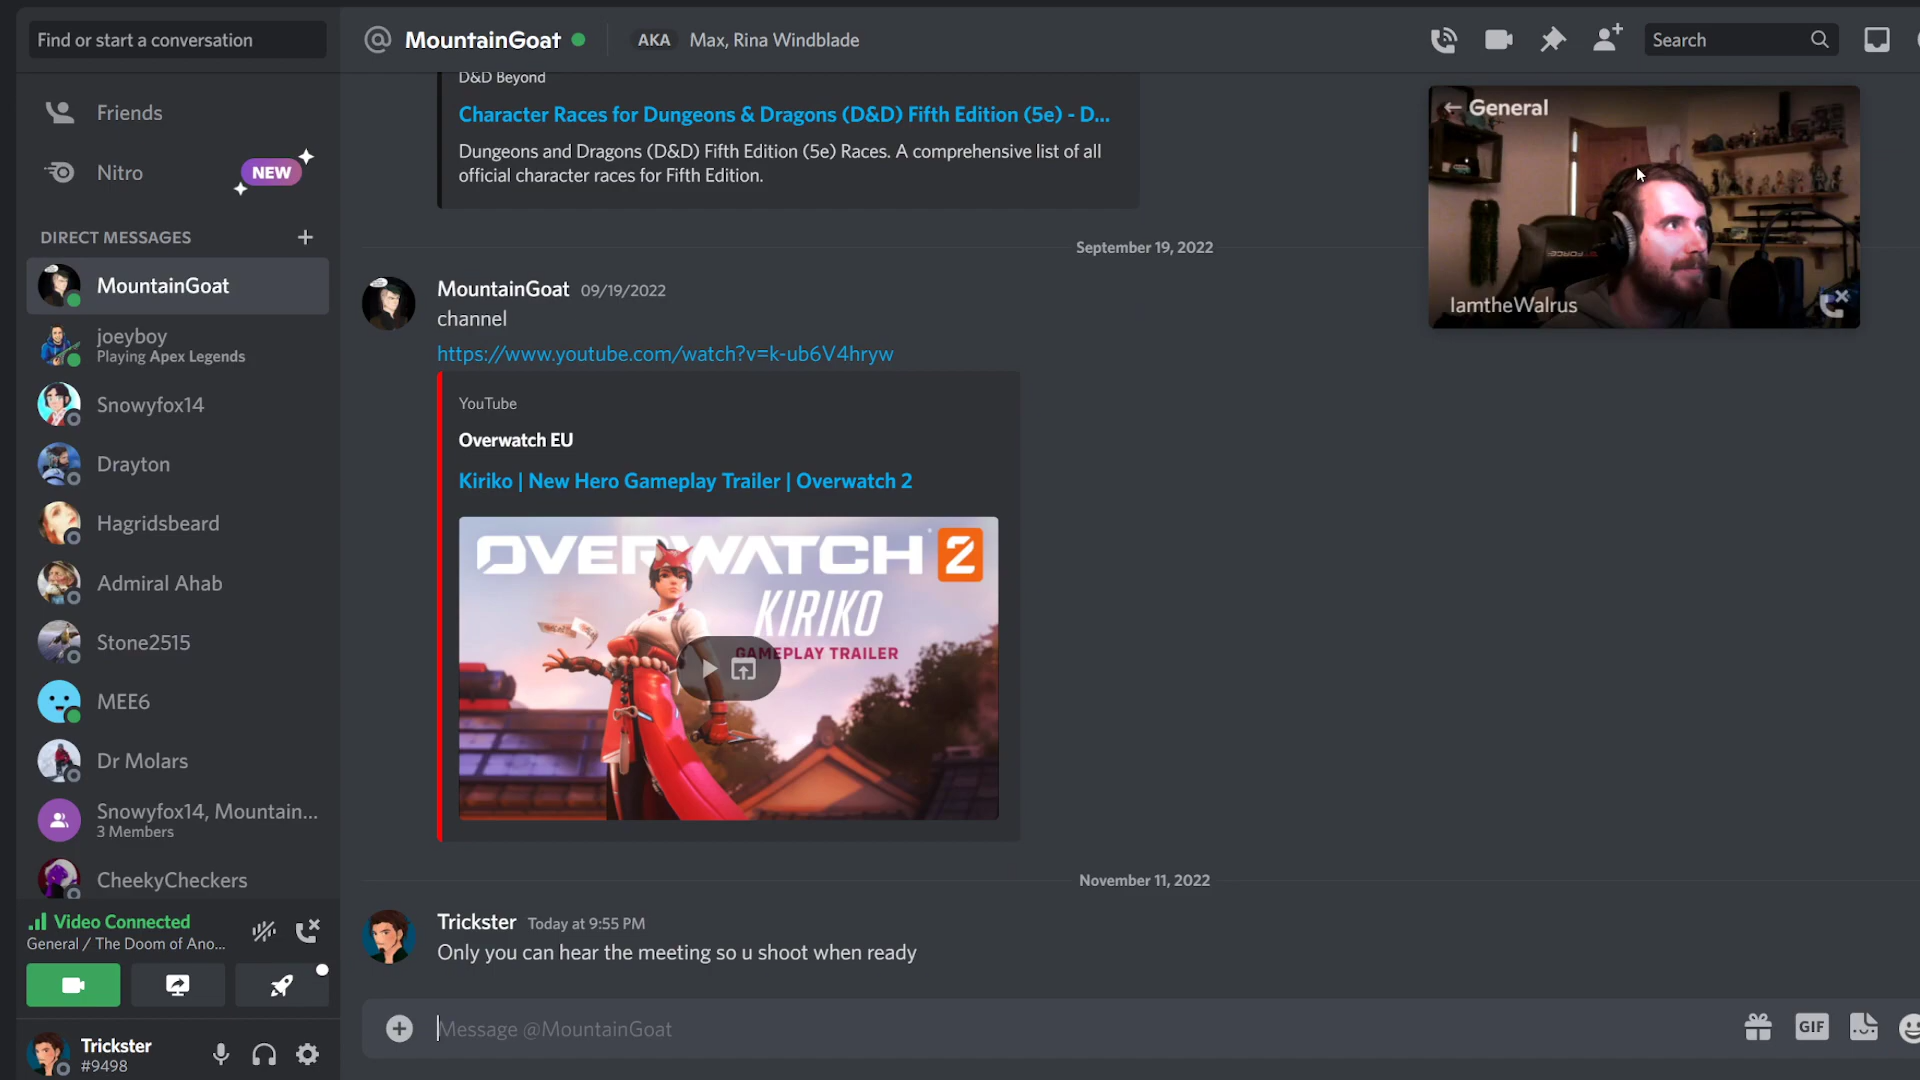 Find or start a conversation
Friends
Nitro
NEW
DIRECT MESSAGES
MountainGoat
joeyboy
Playing Apex Legends
Snowyfox14
Drayton
Hagridsbeard
Admiral Ahab
Stone2515
MEE6
Dr Molars
Snowyfox14, Mountain...
3 Members
CheekyCheckers
Video Connected
General / The Doom of Ano...
Trickster
#9498
MountainGoat
AKA Max, Rina Windblade
Search
D&D Beyond
Character Races for Dungeons & Dragons (D&D) Fifth Edition (5e) - D...
Dungeons and Dragons (D&D) Fifth Edition (5e) Races. A comprehensive list of all
official character races for Fifth Edition.
September 19, 2022
MountainGoat 09/19/2022
channel
https://www.youtube.com/watch?v=k-ub6V4hryw
YouTube
Overwatch EU
Kiriko | New Hero Gameplay Trailer | Overwatch 2
OVERWATCH 2
KIRIKO
GAMEPLAY TRAILER
November 11, 2022
Trickster Today at 9:55 PM
Only you can hear the meeting so u shoot when ready
Message @MountainGoat
GIF
General
IamtheWalrus